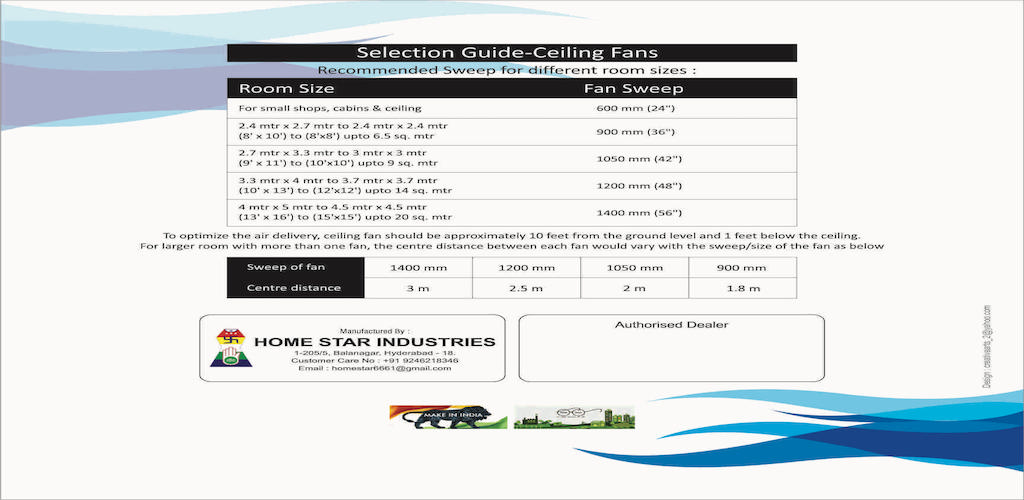 Selection Guide-Ceiling Fans
Recommended Sweep for different room sizes :
Room Size Fan Sweep
For small shops, cabins & ceiling 600 mm (24")
2.4 mtr x 2.7 mtr to 2.4 mtr x 2.4 mtr
(8' x 10') to (8'x8') upto 6.5 sq. mtr 900 mm (36")
2.7 mtr x 3.3 mtr to 3 mtr x 3 mtr
(9' x 11') to (10'x10') upto 9 sq. mtr 1050 mm (42")
3.3 mtr x 4 mtr to 3.7 mtr x 3.7 mtr
(10' x 13') to (12'x12') upto 14 sq. mtr 1200 mm (48")
4 mtr x 5 mtr to 4.5 mtr x 4.5 mtr
(13' x 16') to (15'x15') upto 20 sq. mtr 1400 mm (56")
To optimize the air delivery, ceiling fan should be approximately 10 feet from the ground level and 1 feet below the ceiling.
For larger room with more than one fan, the centre distance between each fan would vary with the sweep/size of the fan as below
Sweep of fan 1400 mm 1200 mm 1050 mm 900 mm
Centre distance 3 m 2.5 m 2 m 1.8 m
Manufactured By :
HOME STAR INDUSTRIES
1-205/5, Balanagar, Hyderabad - 18.
Customer Care No : +91 9246218346
Email : homestar6661@gmail.com
Authorised Dealer
MAKE IN INDIA
Design : creativearts_2@yahoo.com